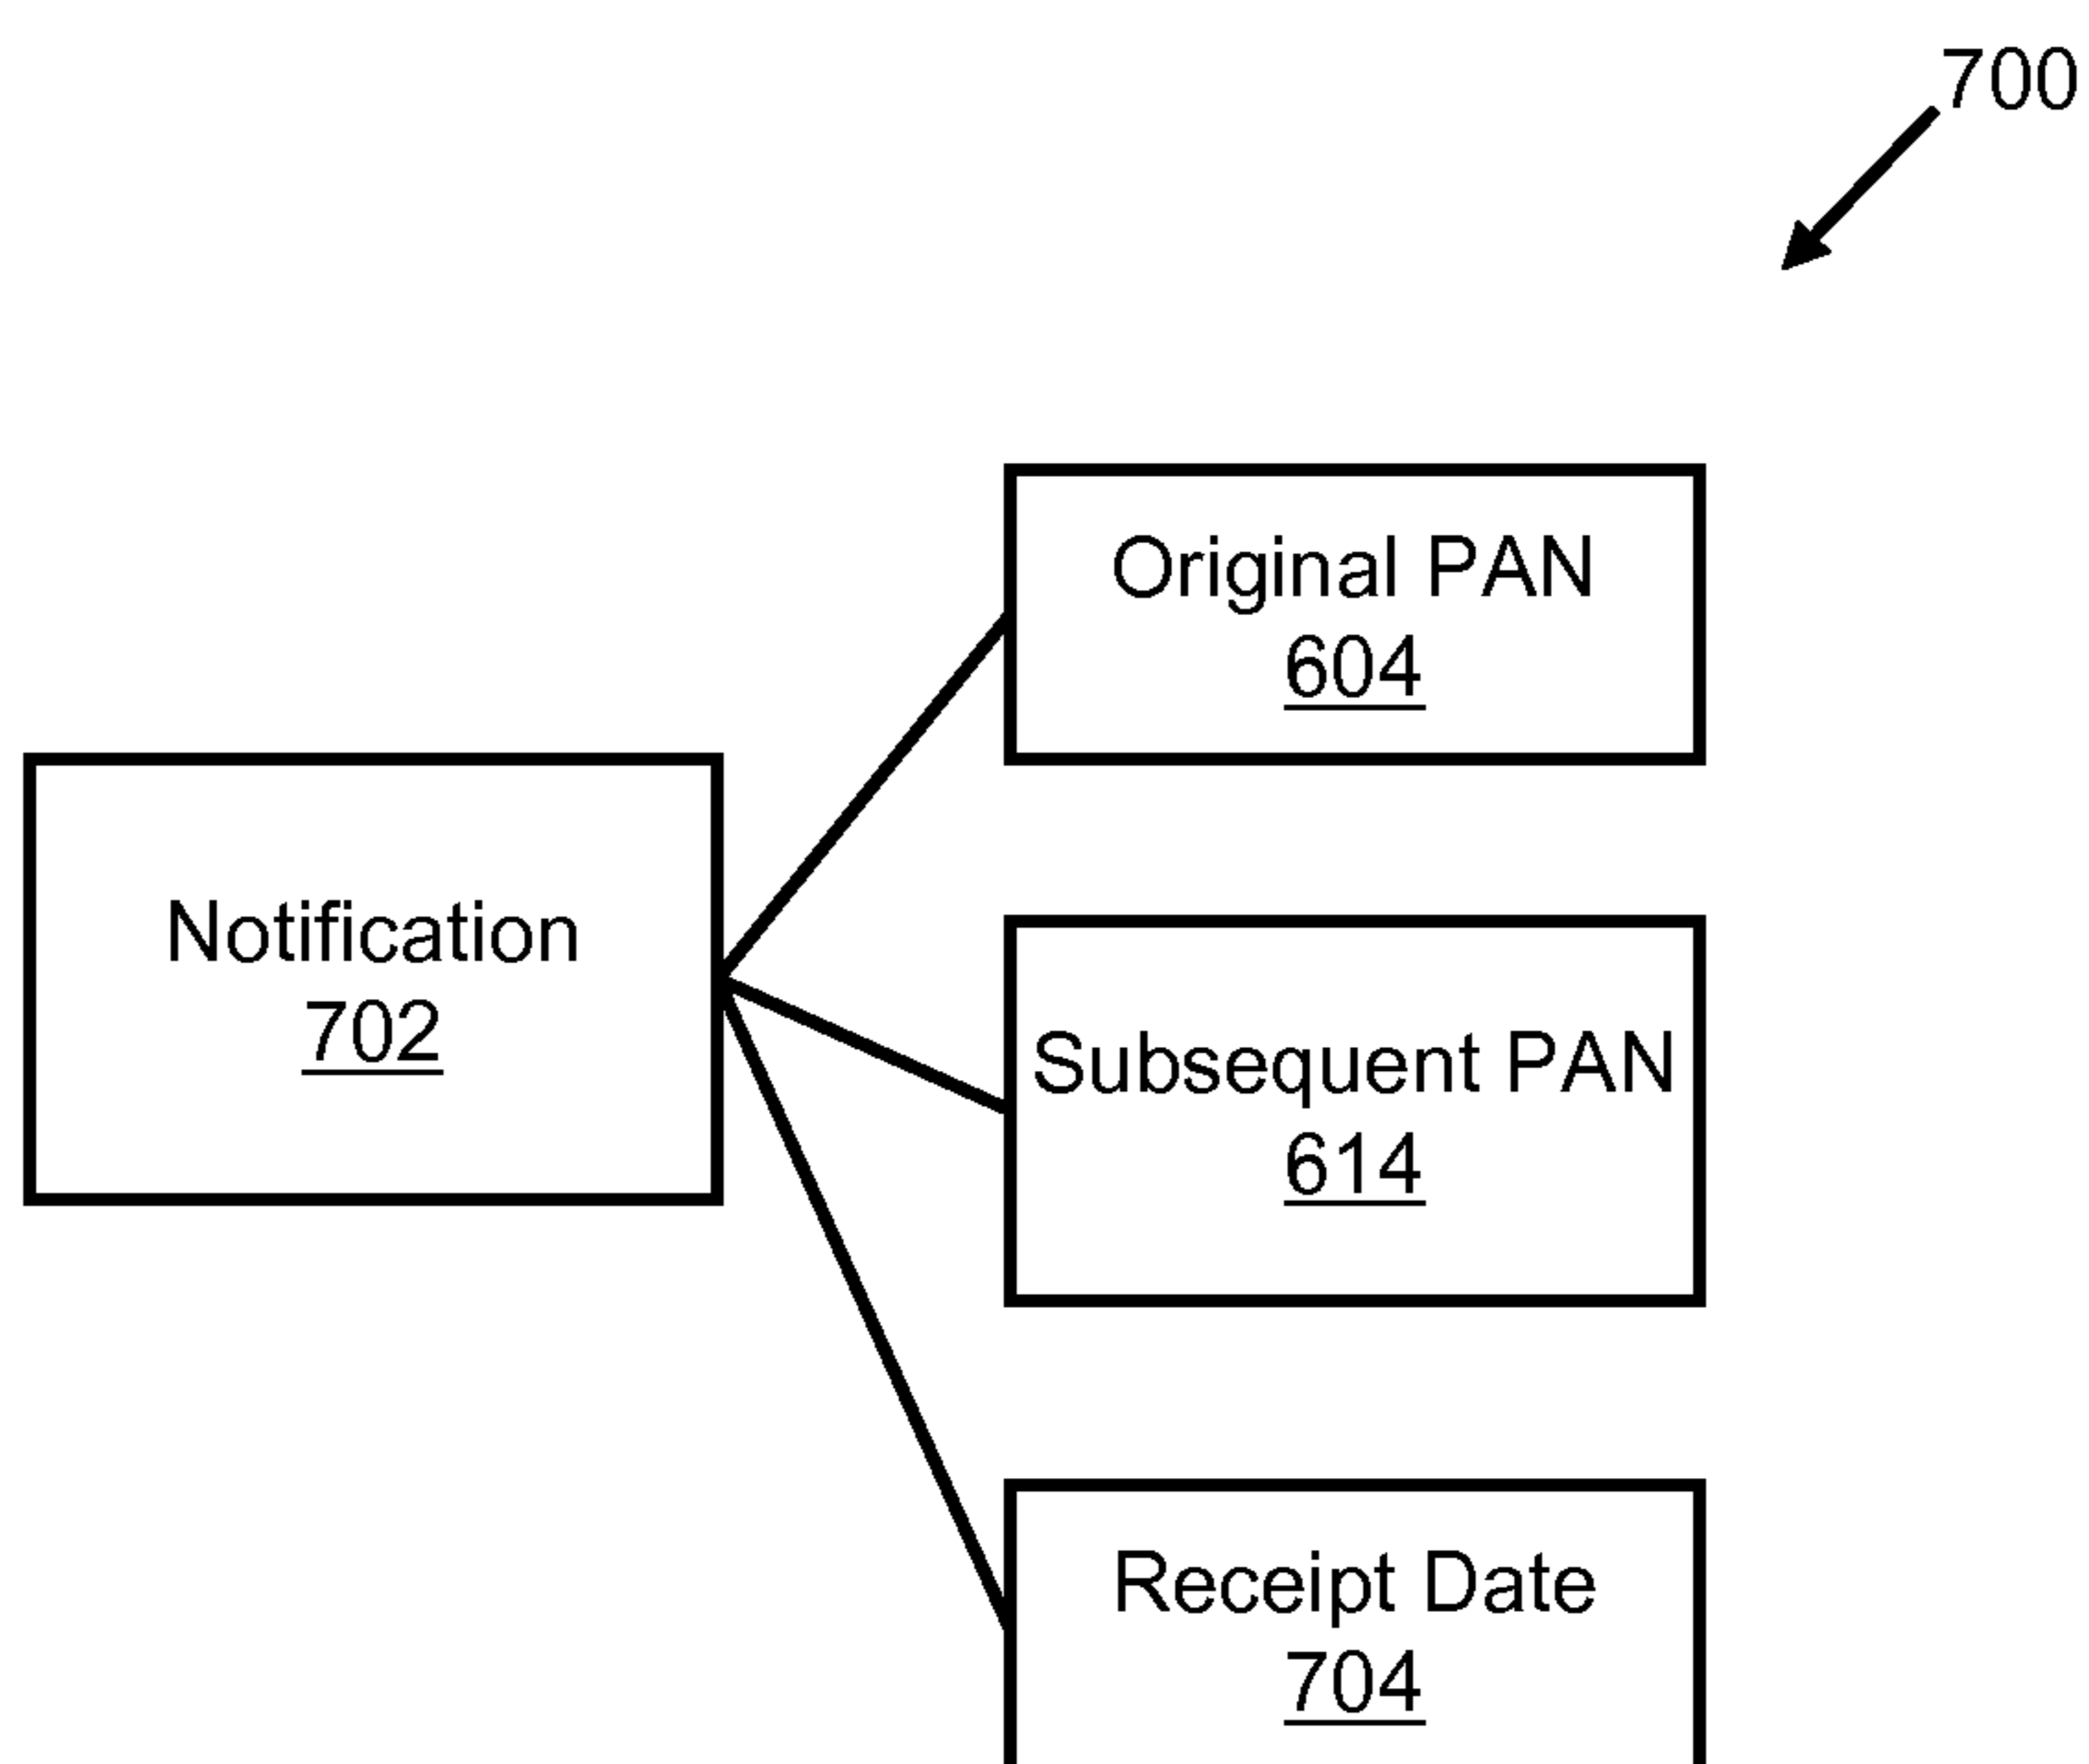 700
Original PAN
604
Notification
702
Subsequent PAN
614
Receipt Date
704